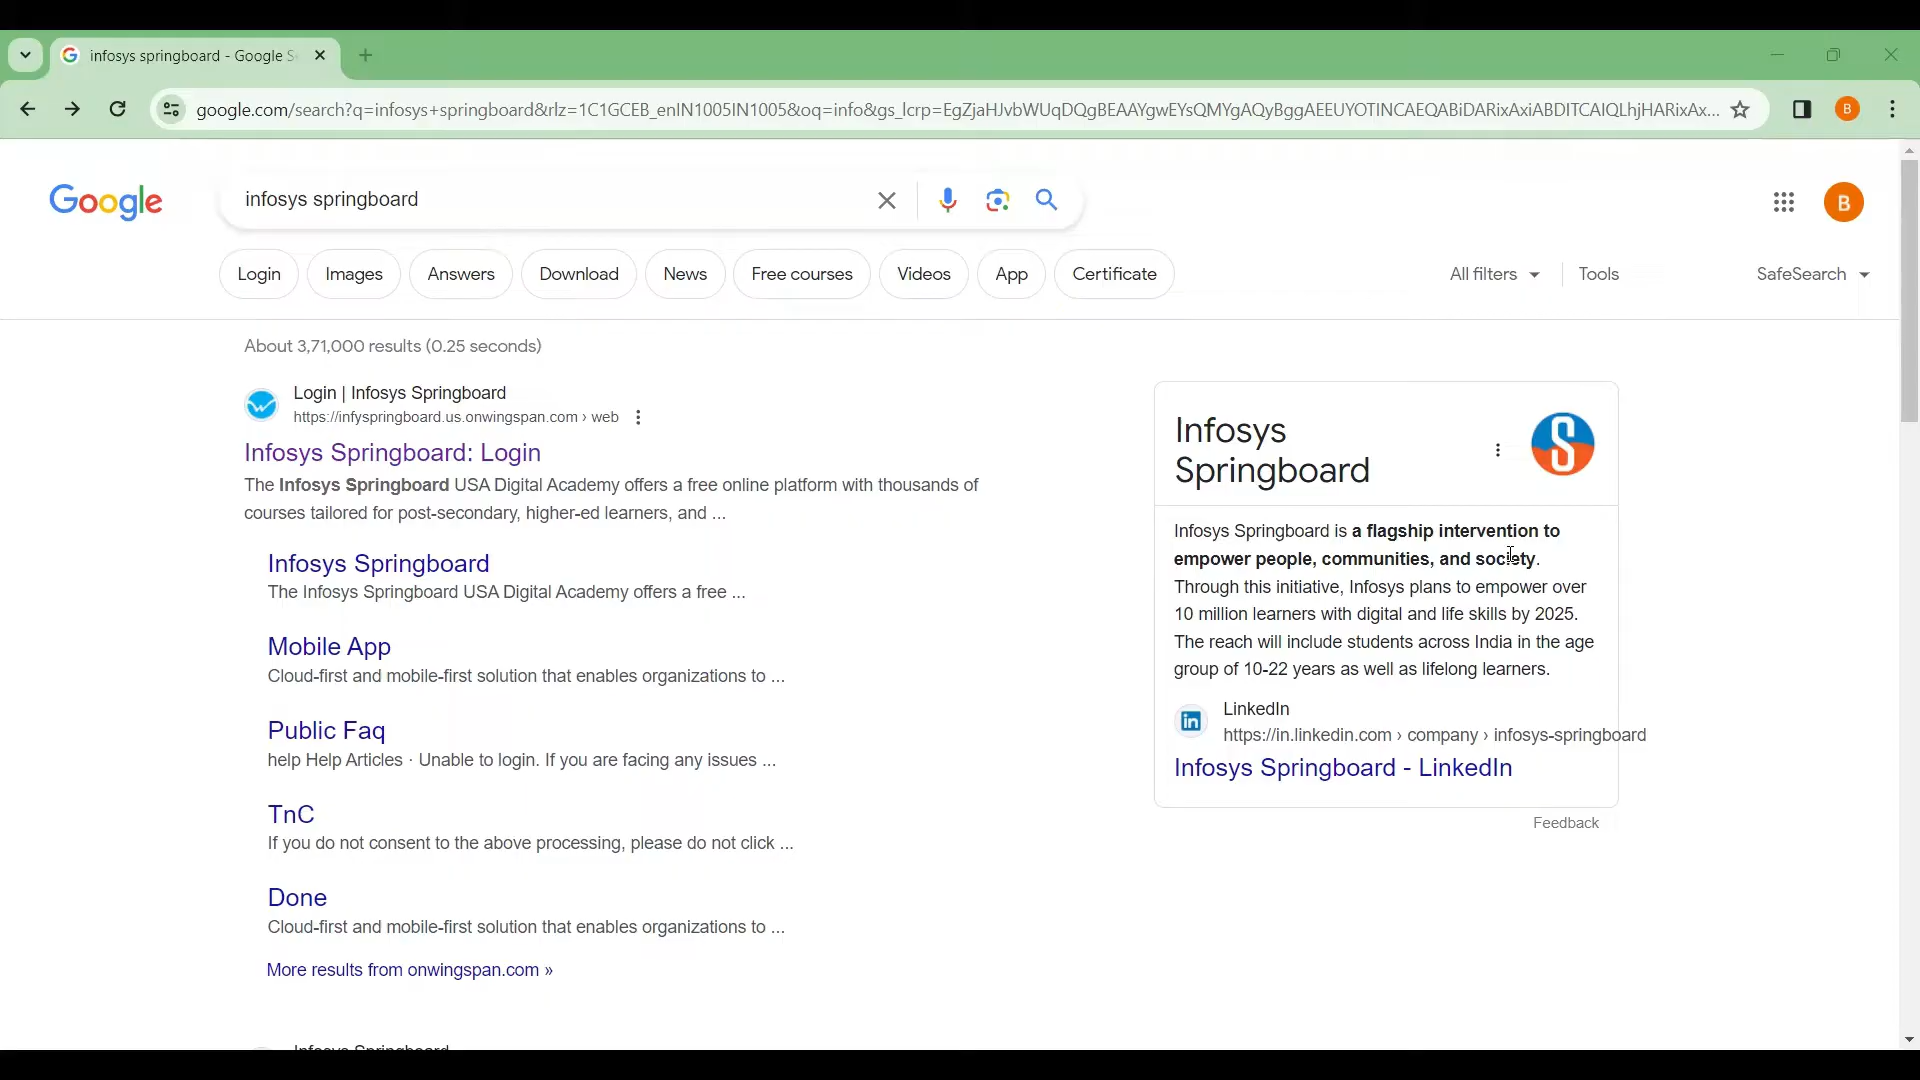 infosys springboard - Google S
google.com/search?q=infosys+springboard&rlz=1C1GCEB_enIN1005IN1005&oq=info&gs_lcrp=EgZjaHJvbWUqDQgBEAAYgwEYsQMYgAQyBggAEEUYOTINCAEQABiDARixAxiABDITCAIQLhjHARixAx...
B
Google
infosys springboard
B
Login
Images
Answers
Download
News
Free courses
Videos
App
Certificate
All filters
Tools
SafeSearch
About 3,71,000 results (0.25 seconds)
Login | Infosys Springboard
https://infyspringboard.us.onwingspan.com › web
Infosys Springboard: Login
The Infosys Springboard USA Digital Academy offers a free online platform with thousands of
courses tailored for post-secondary, higher-ed learners, and ...
Infosys Springboard
The Infosys Springboard USA Digital Academy offers a free ...
Mobile App
Cloud-first and mobile-first solution that enables organizations to ...
Public Faq
help Help Articles · Unable to login. If you are facing any issues ...
TnC
If you do not consent to the above processing, please do not click ...
Done
Cloud-first and mobile-first solution that enables organizations to ...
More results from onwingspan.com »
Infosys Springboard
Infosys
Springboard
S
Infosys Springboard is a flagship intervention to
empower people, communities, and society.
Through this initiative, Infosys plans to empower over
10 million learners with digital and life skills by 2025.
The reach will include students across India in the age
group of 10-22 years as well as lifelong learners.
in
LinkedIn
https://in.linkedin.com › company › infosys-springboard
Infosys Springboard - LinkedIn
Feedback